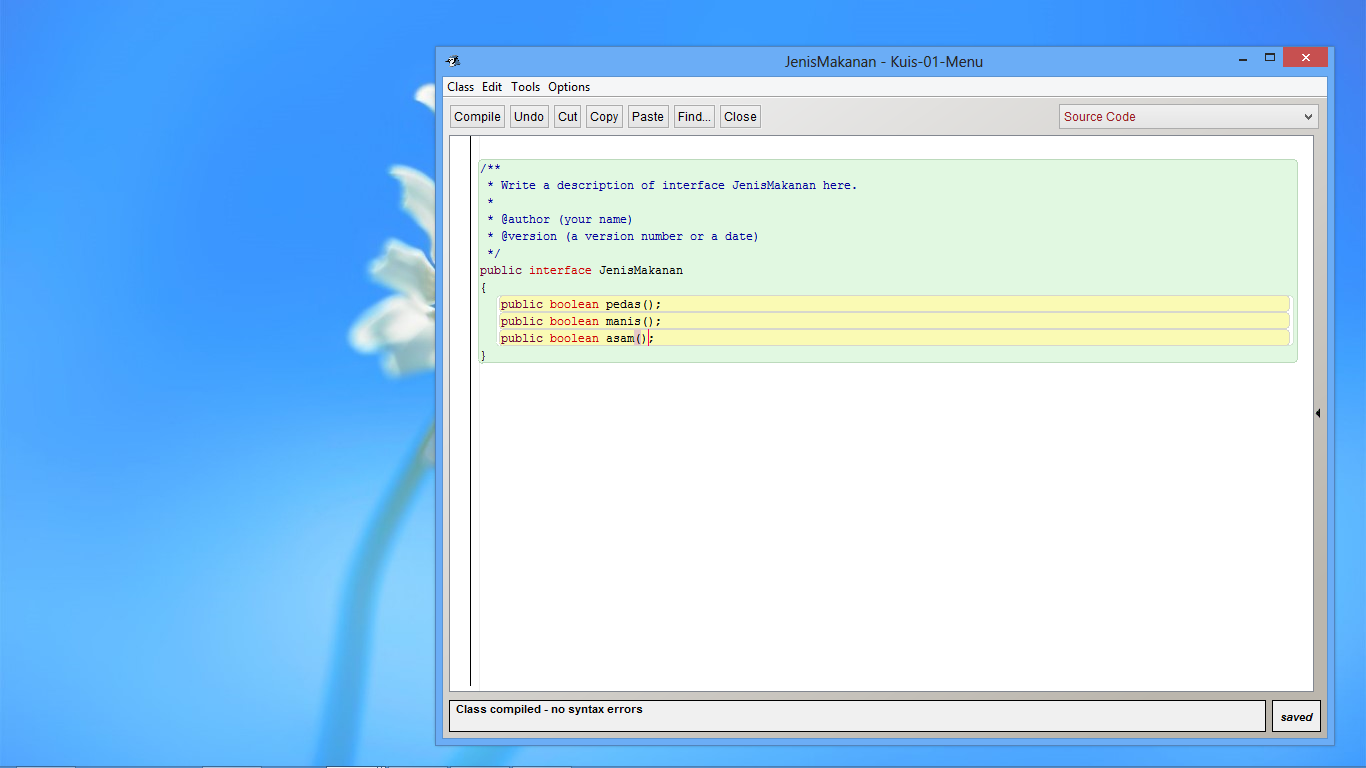 JenisMakanan - Kuis-01-Menu
Class Edit Tools Options
Compile Undo Cut Copy Paste Find... Close Source Code
/**
 * Write a description of interface JenisMakanan here.
 *
 * @author (your name)
 * @version (a version number or a date)
 */
public interface JenisMakanan
{
    public boolean pedas();
    public boolean manis();
    public boolean asam();
}
Class compiled - no syntax errors
saved